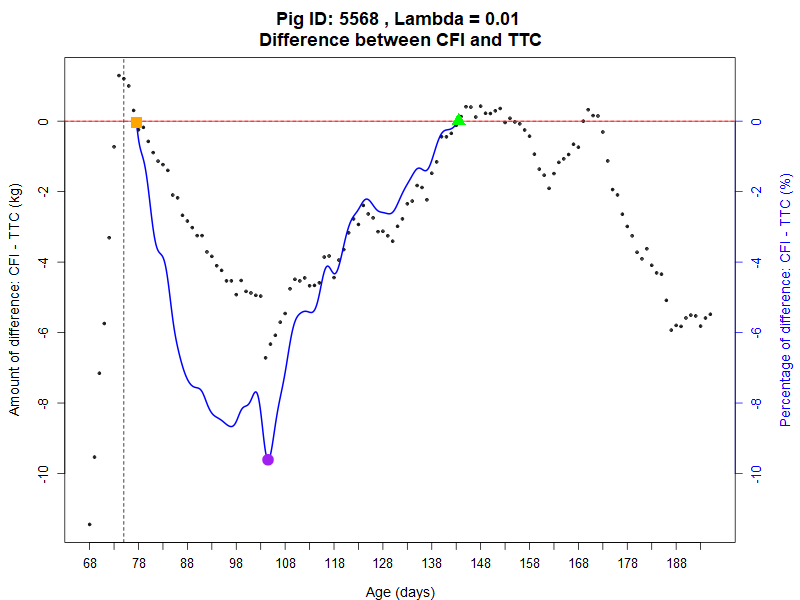 Pig ID: 5568 , Lambda = 0.01
Difference between CFI and TTC
Amount of difference: CFI - TTC (kg)
0
-2
-4
-6
-8
-10
0
-2
-4
-6
-8
-10
Percentage of difference: CFI - TTC (%)
68 78 88 98 108 118 128 138 148 158 168 178 188
Age (days)